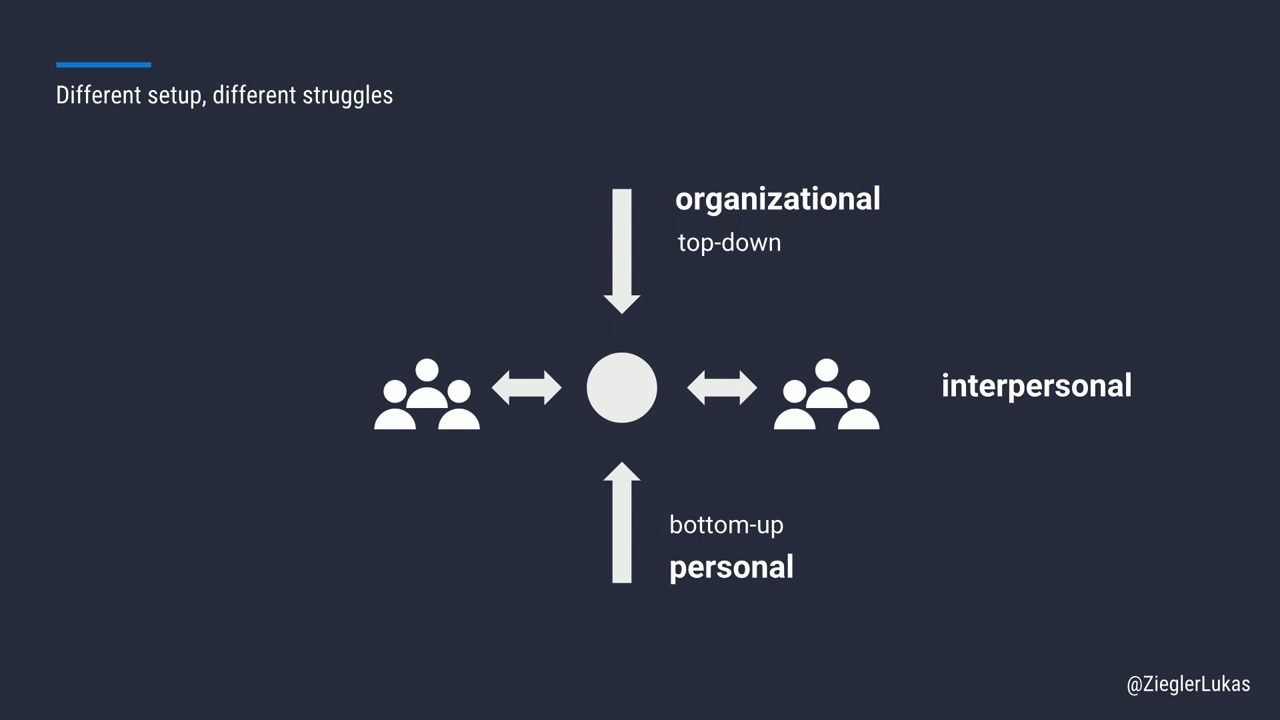 Different setup, different struggles
organizational
top-down
interpersonal
bottom-up
personal
@ZieglerLukas